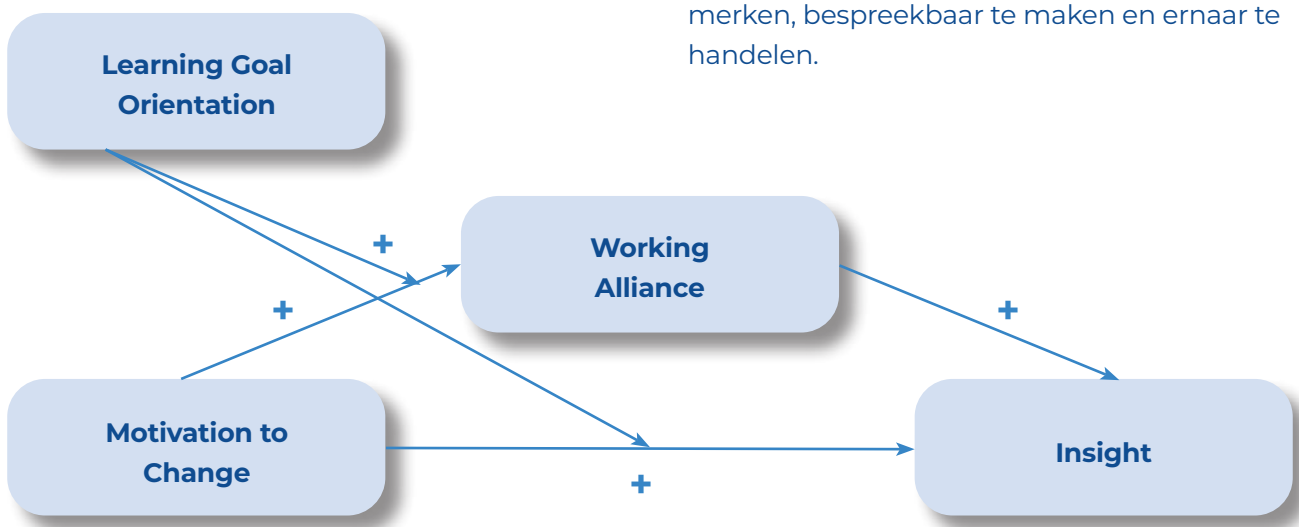 merken, bespreekbaar te maken en ernaar te
handelen.
Learning Goal
Orientation
+
Working
Alliance
+
+
Motivation to
Change
Insight
+